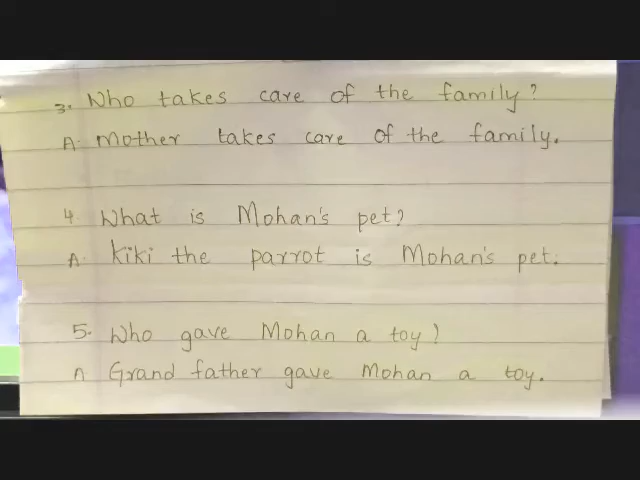 3. Who takes care of the family?
A. Mother takes care of the family.
4. What is Mohan's pet?
A. Kiki the parrot is Mohan's pet.
5. Who gave Mohan a toy?
A. Grand father gave Mohan a toy.